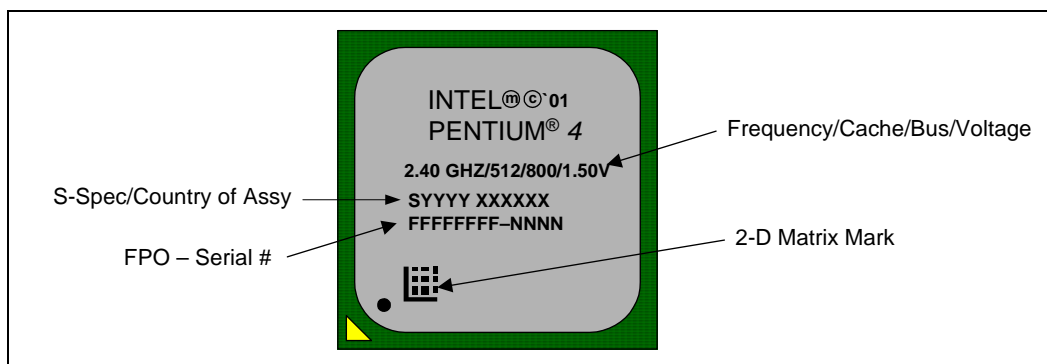 INTELⓜⓒ`01
PENTIUM® 4
2.40 GHZ/512/800/1.50V
SYYYY XXXXXX
FFFFFFFF–NNNN
Frequency/Cache/Bus/Voltage
S-Spec/Country of Assy
FPO – Serial #
2-D Matrix Mark